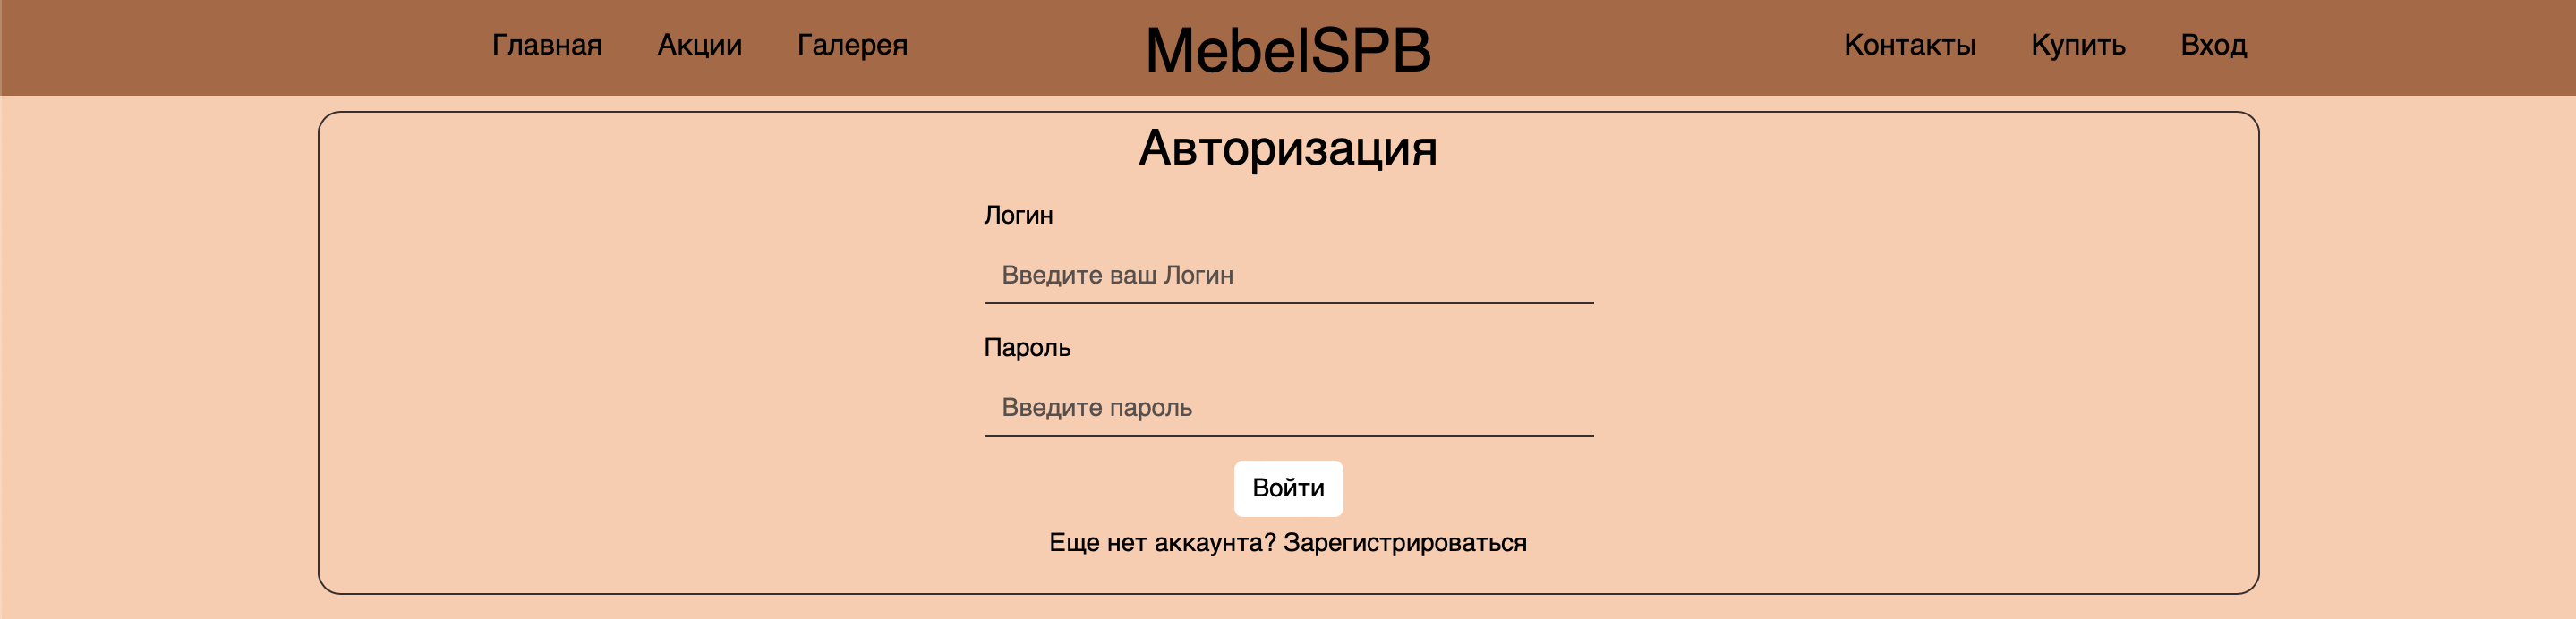 Главная Акции Галерея MebelSPB Контакты Купить Вход
Авторизация
Логин
Введите ваш Логин
Пароль
Введите пароль
Войти
Еще нет аккаунта? Зарегистрироваться